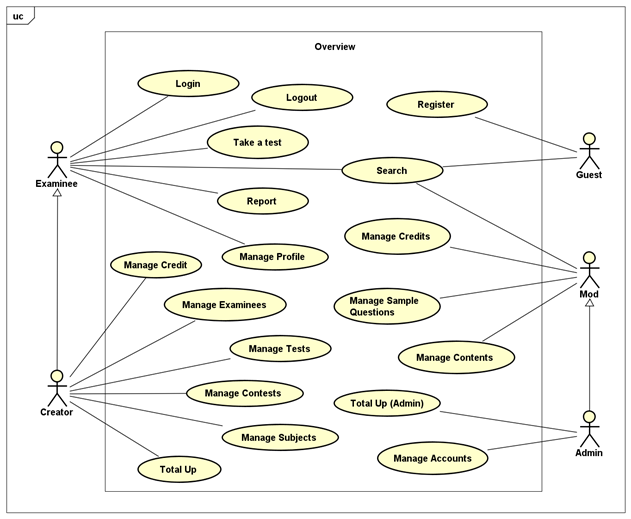 uc
Overview
Login
Logout
Register
Take a test
Search
Examinee
Guest
Report
Manage Credits
Manage Profile
Manage Credit
Mod
Manage Examinees
Manage Sample
Questions
Manage Tests
Manage Contents
Manage Contests
Total Up (Admin)
Creator
Manage Subjects
Admin
Manage Accounts
Total Up